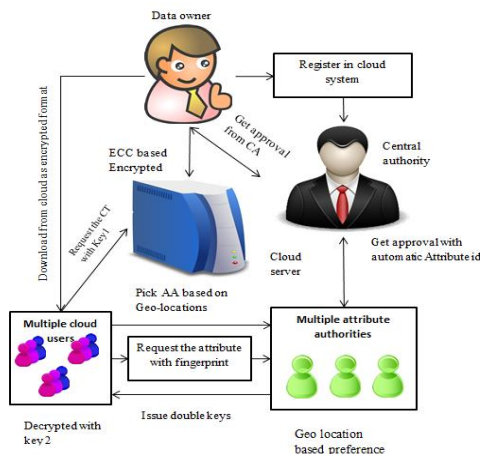 Data owner
Register in cloud
system
Download from cloud as encrypted format
Get approval
from CA
ECC based
Encrypted
Central
authority
Request the CT
with Key1
Cloud
server
Get approval with
automatic Attribute id
Pick AA based on
Geo-locations
Multiple cloud
users
Multiple attribute
authorities
Request the attribute
with fingerprint
Issue double keys
Decrypted with
key 2
Geo location
based preference